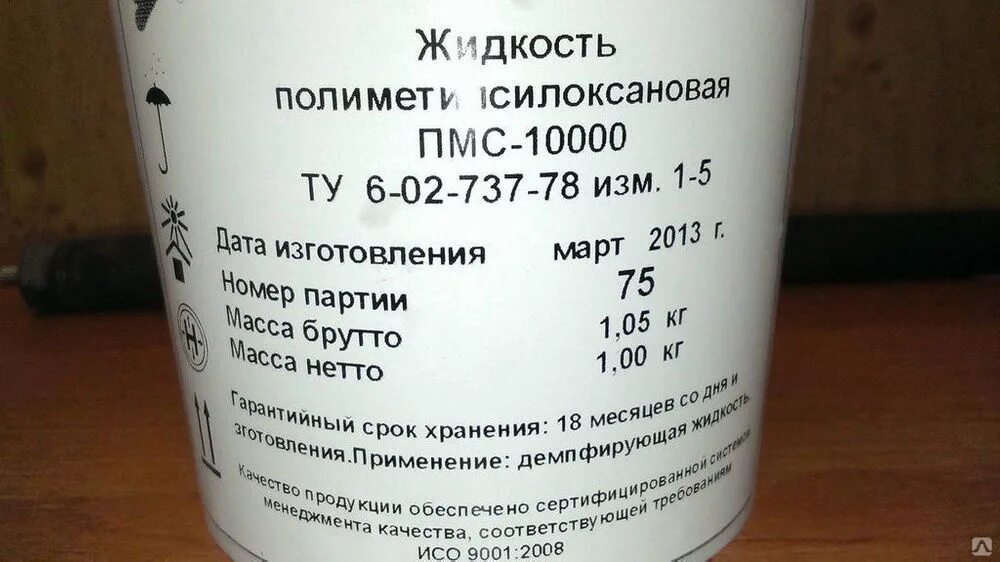 Жидкость
полиметилсилоксановая
ПМС-10000
ТУ 6-02-737-78 изм. 1-5
Дата изготовления март 2013 г.
Номер партии 75
Масса брутто 1,05 кг
Масса нетто 1,00 кг
Гарантийный срок хранения: 18 месяцев со дня и
зготовления.Применение: демпфирующая жидкость.
Качество продукции обеспечено сертифицированной системой
менеджмента качества, соответствующей требованиям
ИСО 9001:2008